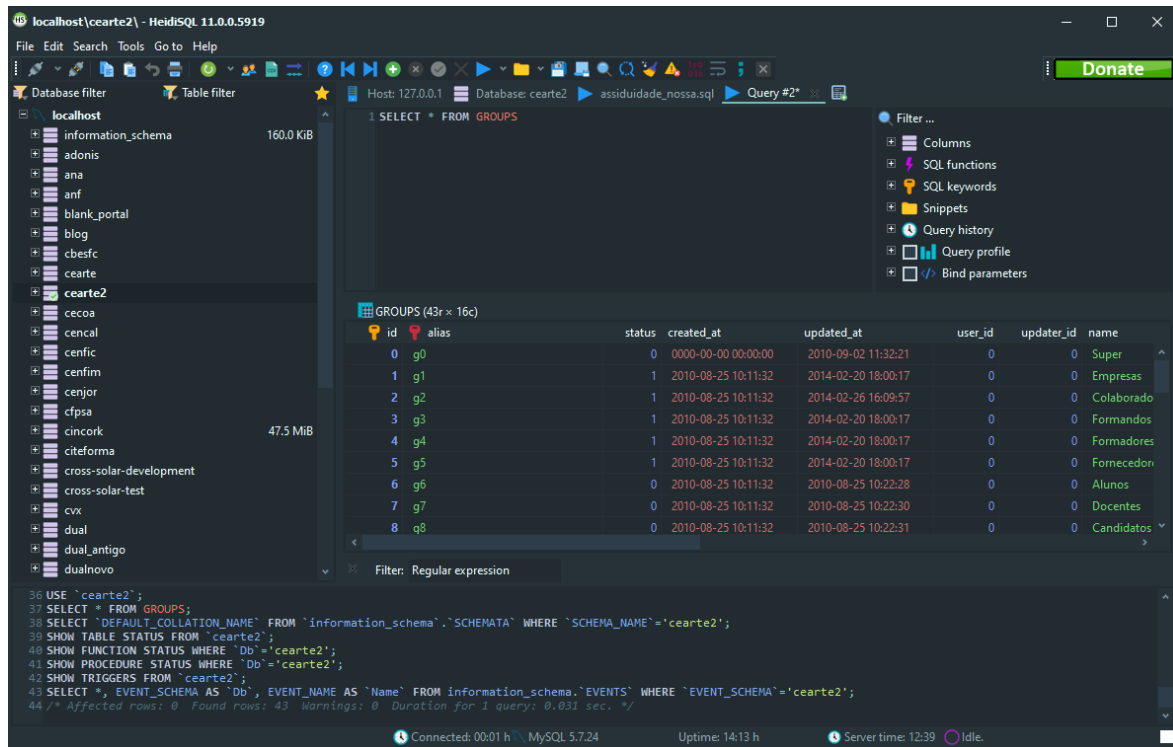 HS localhost\cearte2\ - HeidiSQL 11.0.0.5919
File Edit Search Tools Go to Help
Donate
Database filter Table filter
Host: 127.0.0.1 Database: cearte2 assiduidade_nossa.sql Query #2*
localhost
information_schema 160.0 KiB
adonis
ana
anf
blank_portal
blog
cbesfc
cearte
cearte2
cecoa
cencal
cenfic
cenfim
cenjor
cfpsa
cincork 47.5 MiB
citeforma
cross-solar-development
cross-solar-test
cvx
dual
dual_antigo
dualnovo
1 SELECT * FROM GROUPS
Filter ...
Columns
SQL functions
SQL keywords
Snippets
Query history
Query profile
Bind parameters
GROUPS (43r × 16c)
id alias status created_at updated_at user_id updater_id name
0 g0 0 0000-00-00 00:00:00 2010-09-02 11:32:21 0 0 Super
1 g1 1 2010-08-25 10:11:32 2014-02-20 18:00:17 0 0 Empresas
2 g2 1 2010-08-25 10:11:32 2014-02-26 16:09:57 0 0 Colaborado
3 g3 1 2010-08-25 10:11:32 2014-02-20 18:00:17 0 0 Formandos
4 g4 1 2010-08-25 10:11:32 2014-02-20 18:00:17 0 0 Formadores
5 g5 1 2010-08-25 10:11:32 2014-02-20 18:00:17 0 0 Fornecedor
6 g6 0 2010-08-25 10:11:32 2010-08-25 10:22:28 0 0 Alunos
7 g7 0 2010-08-25 10:11:32 2010-08-25 10:22:30 0 0 Docentes
8 g8 0 2010-08-25 10:11:32 2010-08-25 10:22:31 0 0 Candidatos
Filter: Regular expression
36 USE `cearte2`;
37 SELECT * FROM GROUPS;
38 SELECT `DEFAULT_COLLATION_NAME` FROM `information_schema`.`SCHEMATA` WHERE `SCHEMA_NAME`='cearte2';
39 SHOW TABLE STATUS FROM `cearte2`;
40 SHOW FUNCTION STATUS WHERE `Db`='cearte2';
41 SHOW PROCEDURE STATUS WHERE `Db`='cearte2';
42 SHOW TRIGGERS FROM `cearte2`;
43 SELECT *, EVENT_SCHEMA AS `Db`, EVENT_NAME AS `Name` FROM information_schema.`EVENTS` WHERE `EVENT_SCHEMA`='cearte2';
44 /* Affected rows: 0 Found rows: 43 Warnings: 0 Duration for 1 query: 0.031 sec. */
Connected: 00:01 h MySQL 5.7.24 Uptime: 14:13 h Server time: 12:39 Idle.